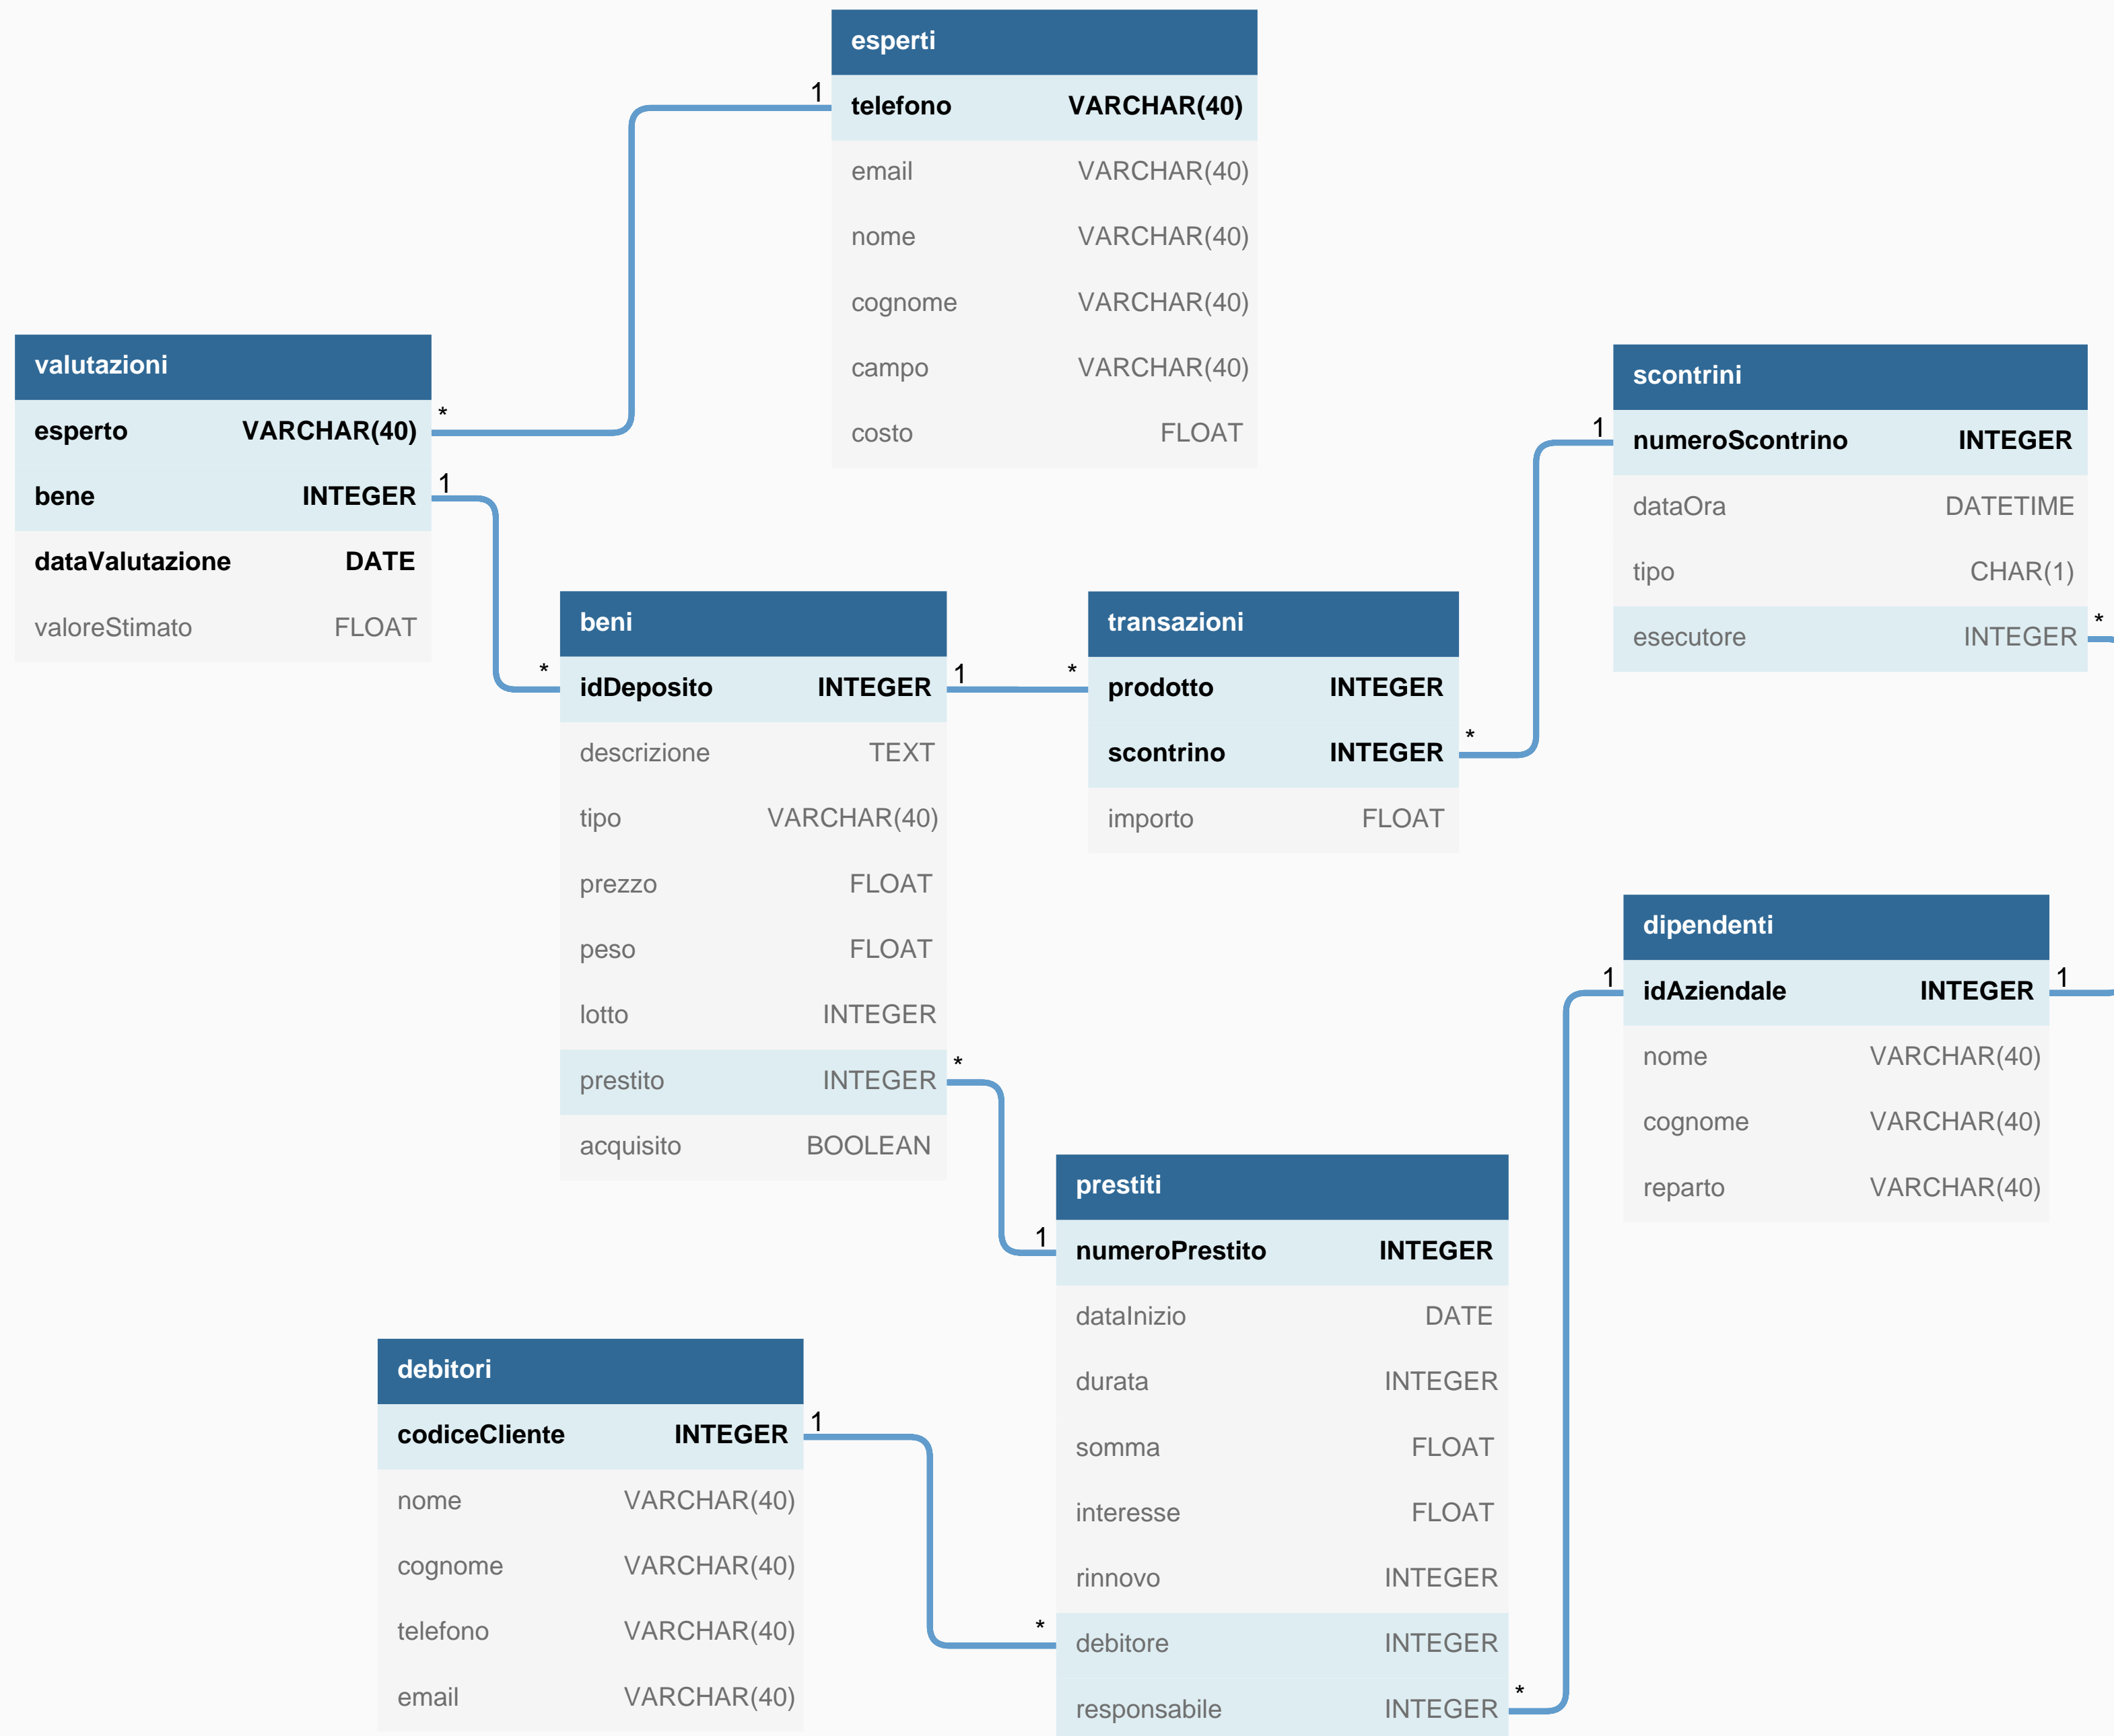 esperti
1
telefono VARCHAR(40)
email VARCHAR(40)
nome VARCHAR(40)
cognome VARCHAR(40)
campo VARCHAR(40)
costo FLOAT
valutazioni
esperto VARCHAR(40)
*
bene INTEGER
1
dataValutazione DATE
valoreStimato FLOAT
scontrini
1
numeroScontrino INTEGER
dataOra DATETIME
tipo CHAR(1)
esecutore INTEGER
*
beni
*
idDeposito INTEGER
1
descrizione TEXT
tipo VARCHAR(40)
prezzo FLOAT
peso FLOAT
lotto INTEGER
prestito INTEGER
*
acquisito BOOLEAN
transazioni
*
prodotto INTEGER
scontrino INTEGER
*
importo FLOAT
dipendenti
1
idAziendale INTEGER
1
nome VARCHAR(40)
cognome VARCHAR(40)
reparto VARCHAR(40)
prestiti
1
numeroPrestito INTEGER
dataInizio DATE
durata INTEGER
somma FLOAT
interesse FLOAT
rinnovo INTEGER
*
debitore INTEGER
responsabile INTEGER
*
debitori
codiceCliente INTEGER
1
nome VARCHAR(40)
cognome VARCHAR(40)
telefono VARCHAR(40)
email VARCHAR(40)